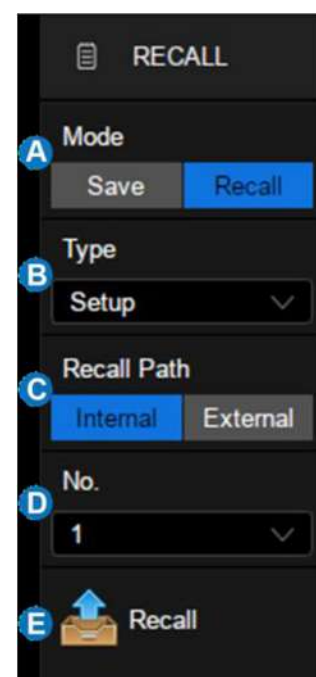 RECALL
A
Mode
Save Recall
B
Type
Setup
C
Recall Path
Internal External
D
No.
1
E
Recall